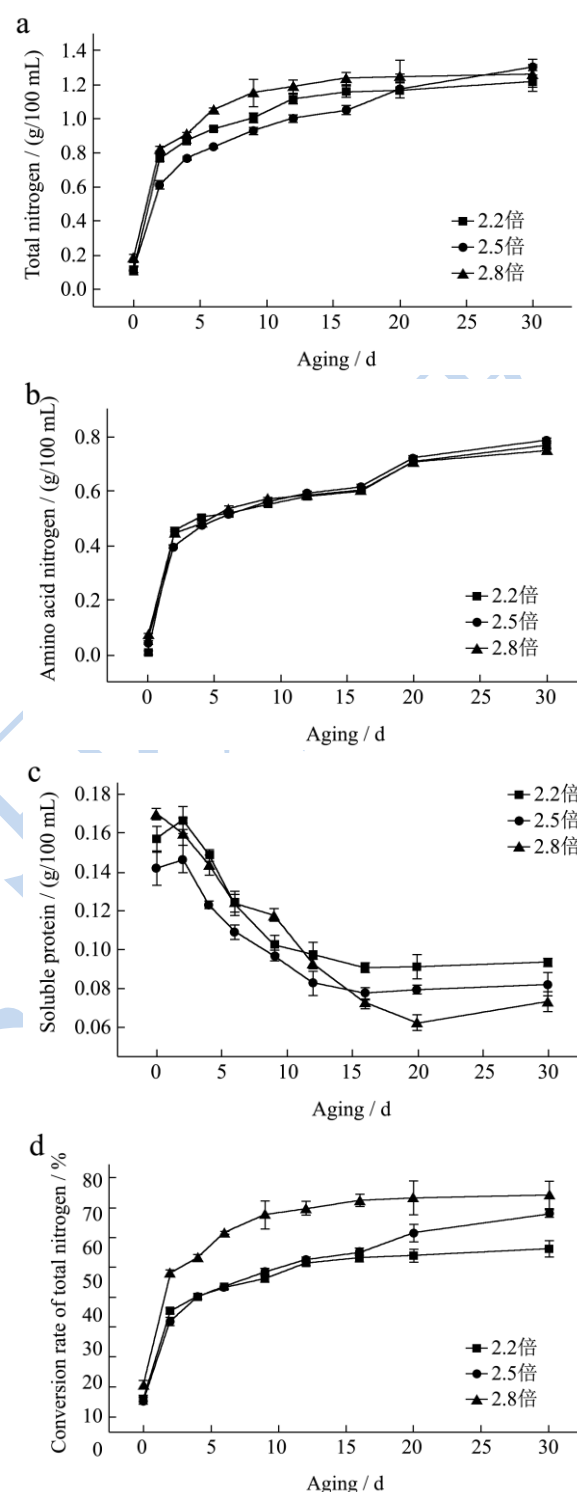 a
Total nitrogen / (g/100 mL)
1.4
1.2
1.0
0.8
0.6
0.4
0.2
0.0
2.2倍
2.5倍
2.8倍
0 5 10 15 20 25 30
Aging / d
b
Amino acid nitrogen / (g/100 mL)
0.8
0.6
0.4
0.2
0.0
2.2倍
2.5倍
2.8倍
0 5 10 15 20 25 30
Aging / d
c
Soluble protein / (g/100 mL)
0.18
0.16
0.14
0.12
0.10
0.08
0.06
2.2倍
2.5倍
2.8倍
0 5 10 15 20 25 30
Aging / d
d
Conversion rate of total nitrogen / %
80
70
60
50
40
30
20
10
0
2.2倍
2.5倍
2.8倍
0 5 10 15 20 25 30
Aging / d